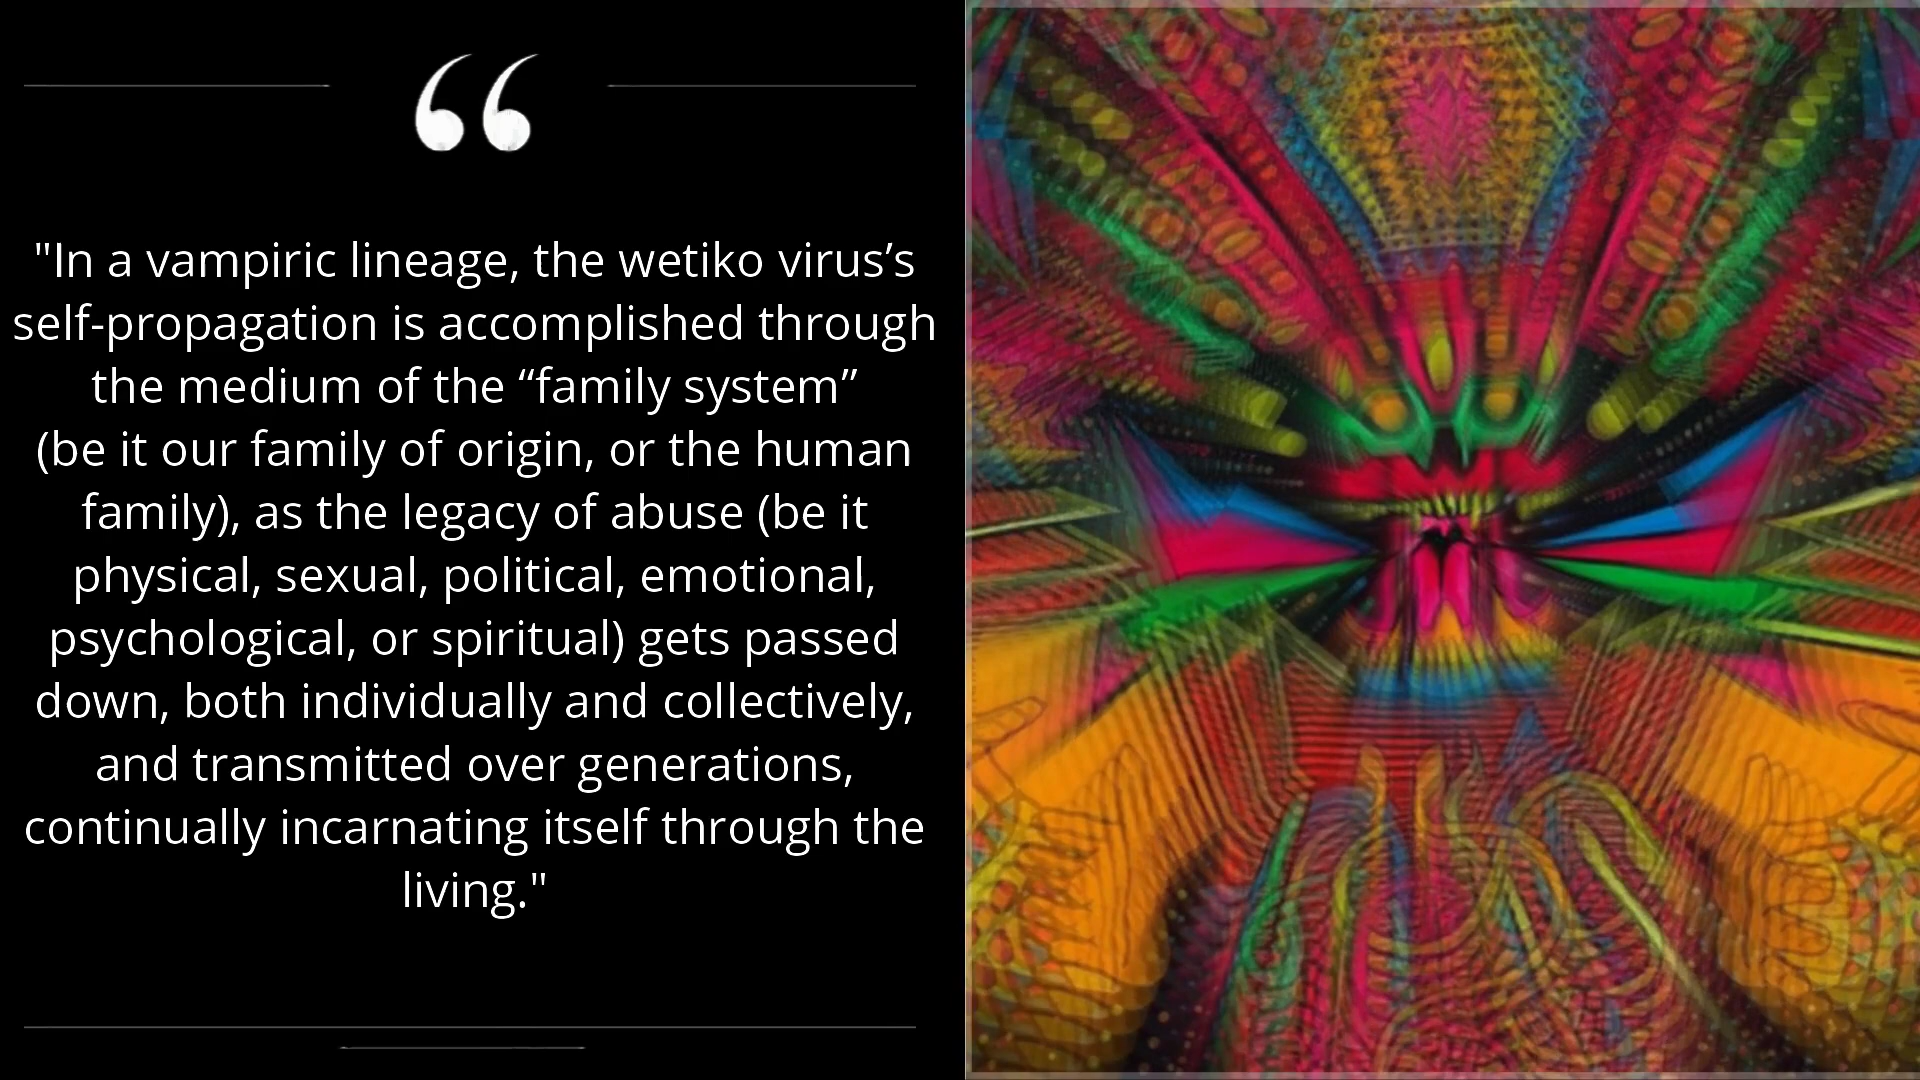 “
"In a vampiric lineage, the wetiko virus’s
self-propagation is accomplished through
the medium of the “family system”
(be it our family of origin, or the human
family), as the legacy of abuse (be it
physical, sexual, political, emotional,
psychological, or spiritual) gets passed
down, both individually and collectively,
and transmitted over generations,
continually incarnating itself through the
living."